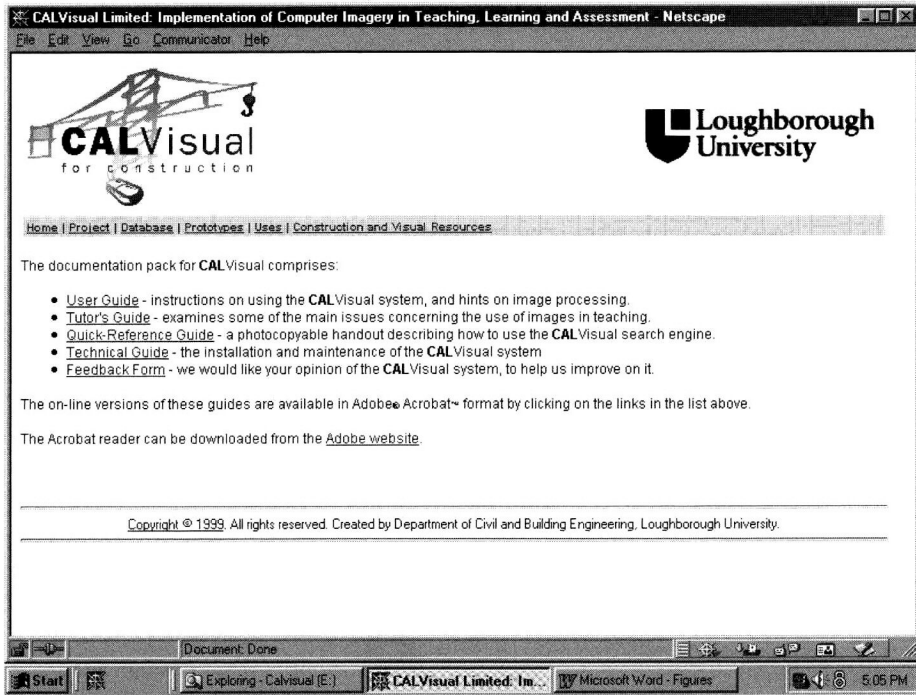 CALVisual Limited: Implementation of Computer Imagery in Teaching, Learning and Assessment - Netscape
File Edit View Go Communicator Help
CALVisual
for construction
Loughborough
University
Home | Project | Database | Prototypes | Uses | Construction and Visual Resources
The documentation pack for CALVisual comprises:
• User Guide - instructions on using the CALVisual system, and hints on image processing.
• Tutor's Guide - examines some of the main issues concerning the use of images in teaching.
• Quick-Reference Guide - a photocopyable handout describing how to use the CALVisual search engine.
• Technical Guide - the installation and maintenance of the CALVisual system
• Feedback Form - we would like your opinion of the CALVisual system, to help us improve on it.
The on-line versions of these guides are available in Adobe® Acrobat™ format by clicking on the links in the list above.
The Acrobat reader can be downloaded from the Adobe website.
Copyright © 1999. All rights reserved. Created by Department of Civil and Building Engineering, Loughborough University.
Document: Done
Start Exploring - Calvisual (E:) CALVisual Limited: Im... Microsoft Word - Figures 5:05 PM